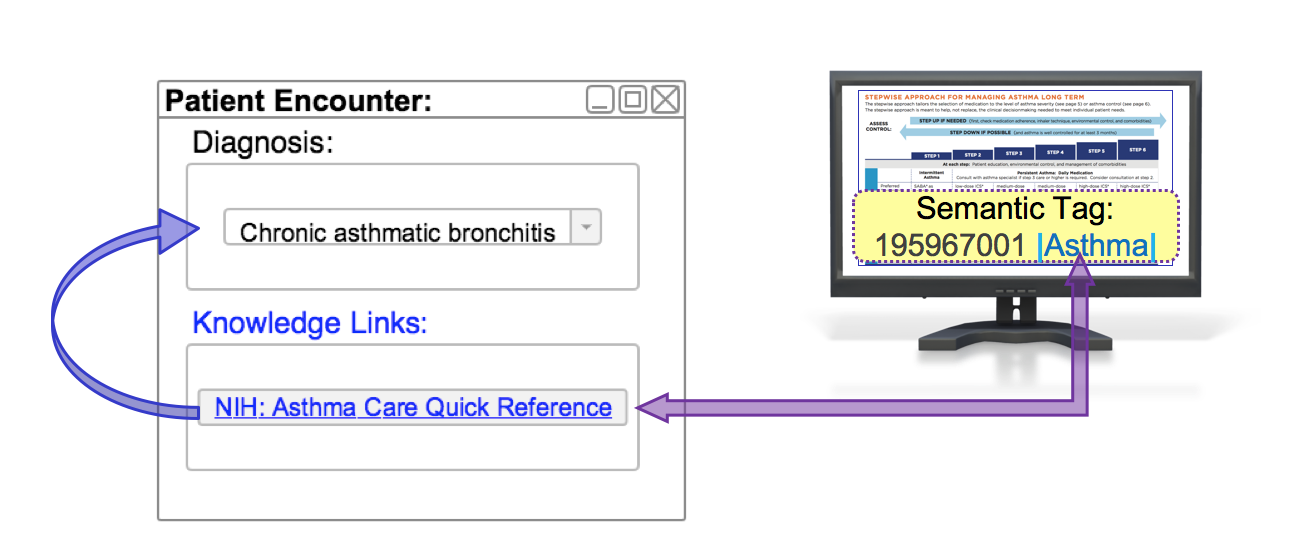 Patient Encounter:
Diagnosis:
Chronic asthmatic bronchitis
Knowledge Links:
NIH: Asthma Care Quick Reference
STEPWISE APPROACH FOR MANAGING ASTHMA LONG TERM
The stepwise approach tailors the selection of medication to the level of asthma severity (see page 5) or asthma control (see page 6).
The stepwise approach is meant to help, not replace, the clinical decisionmaking needed to meet individual patient needs.
ASSESS
CONTROL:
STEP UP IF NEEDED (first, check medication adherence, inhaler technique, environmental control, and comorbidities)
STEP DOWN IF POSSIBLE (and asthma is well controlled for at least 3 months)
STEP 1 STEP 2 STEP 3 STEP 4 STEP 5 STEP 6
At each step: Patient education, environmental control, and management of comorbidities
Intermittent
Asthma
Persistent Asthma: Daily Medication
Consult with asthma specialist if step 3 care or higher is required. Consider consultation at step 2
Preferred SABA* as low-dose ICS* medium-dose medium-dose high-dose ICS* high-dose ICS*
Semantic Tag:
195967001 |Asthma|